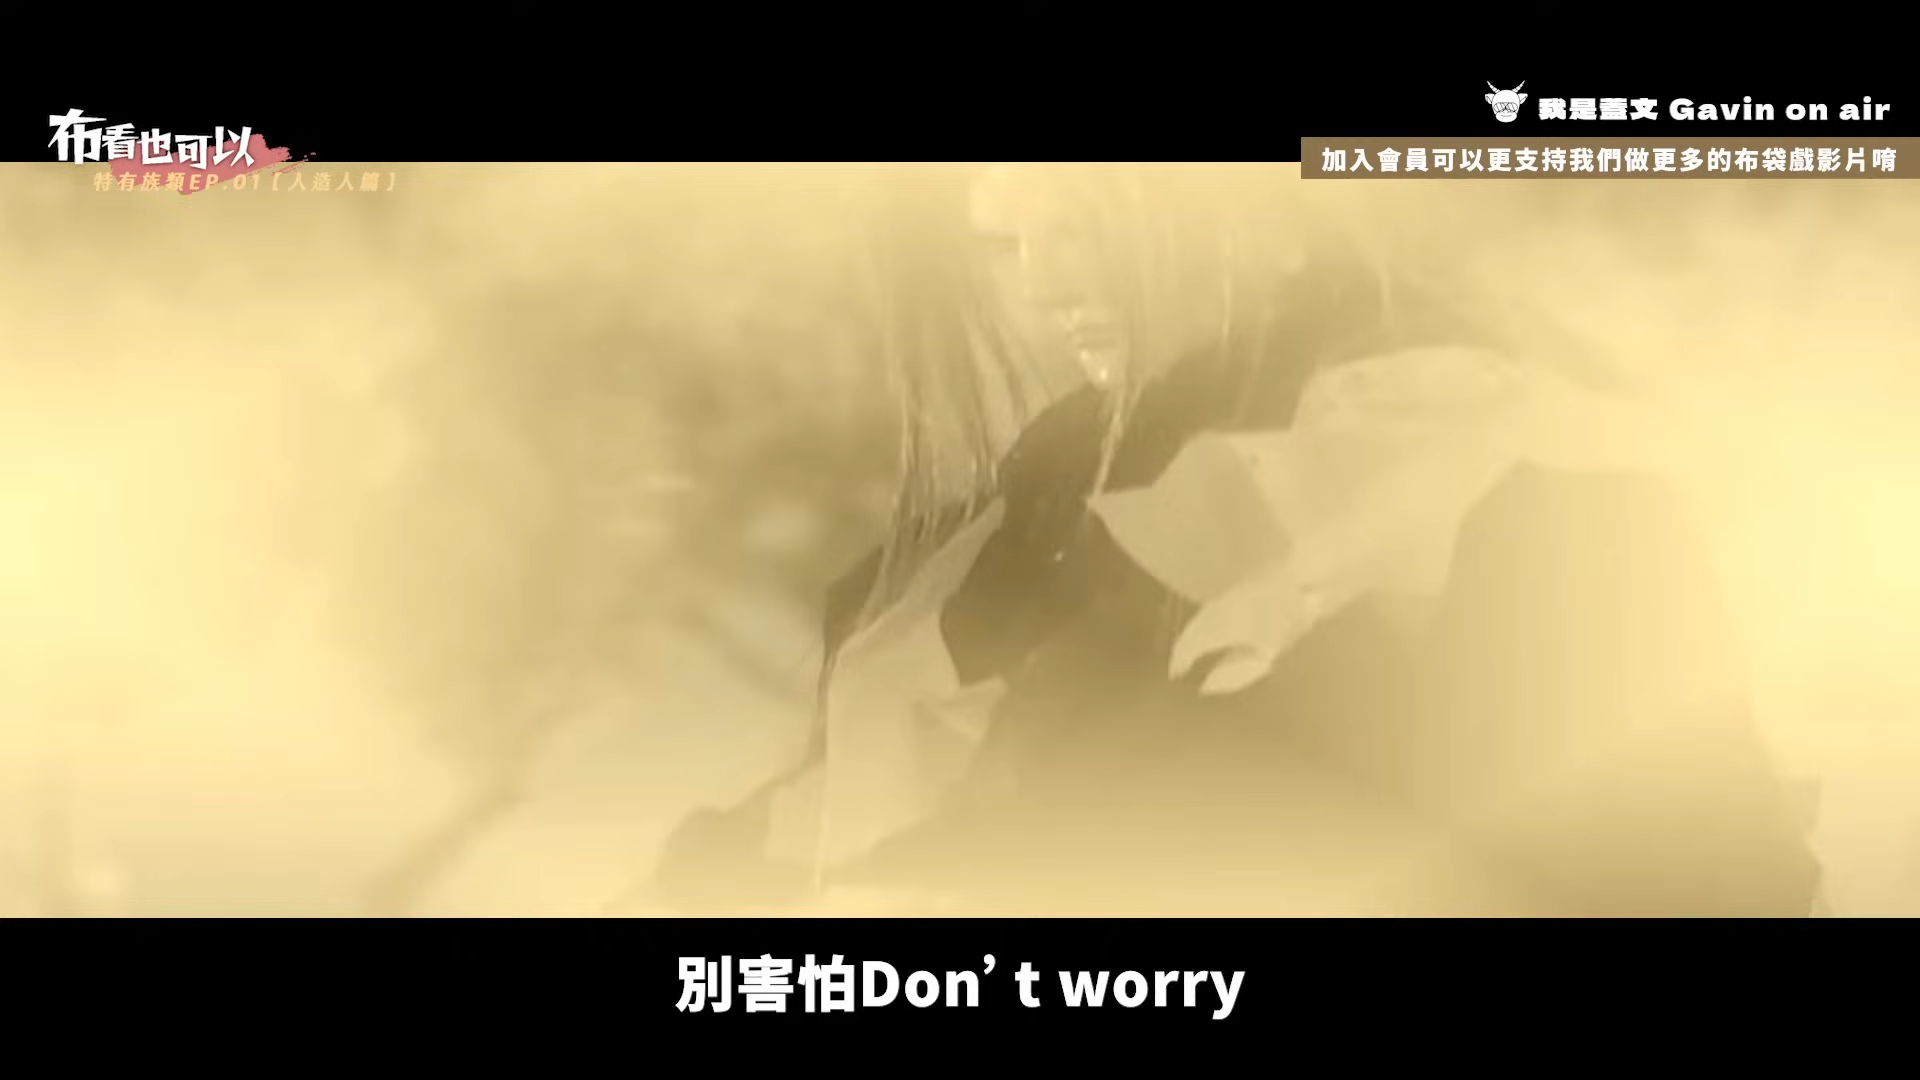 布看也可以
特有族類EP.01【人造人篇】
我是蓋文 Gavin on air
加入會員可以更支持我們做更多的布袋戲影片唷
別害怕Don’t worry